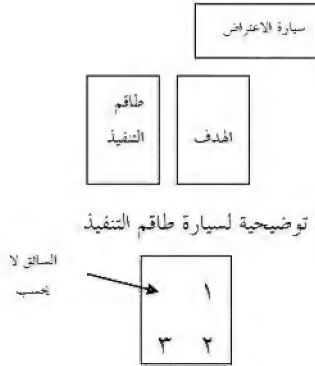 سيارة الاعتراض
طاقم
التنفيذ
الهدف
توضيحية لسيارة طاقم التنفيذ
السائق لا
يحسب
١
٣ ٢